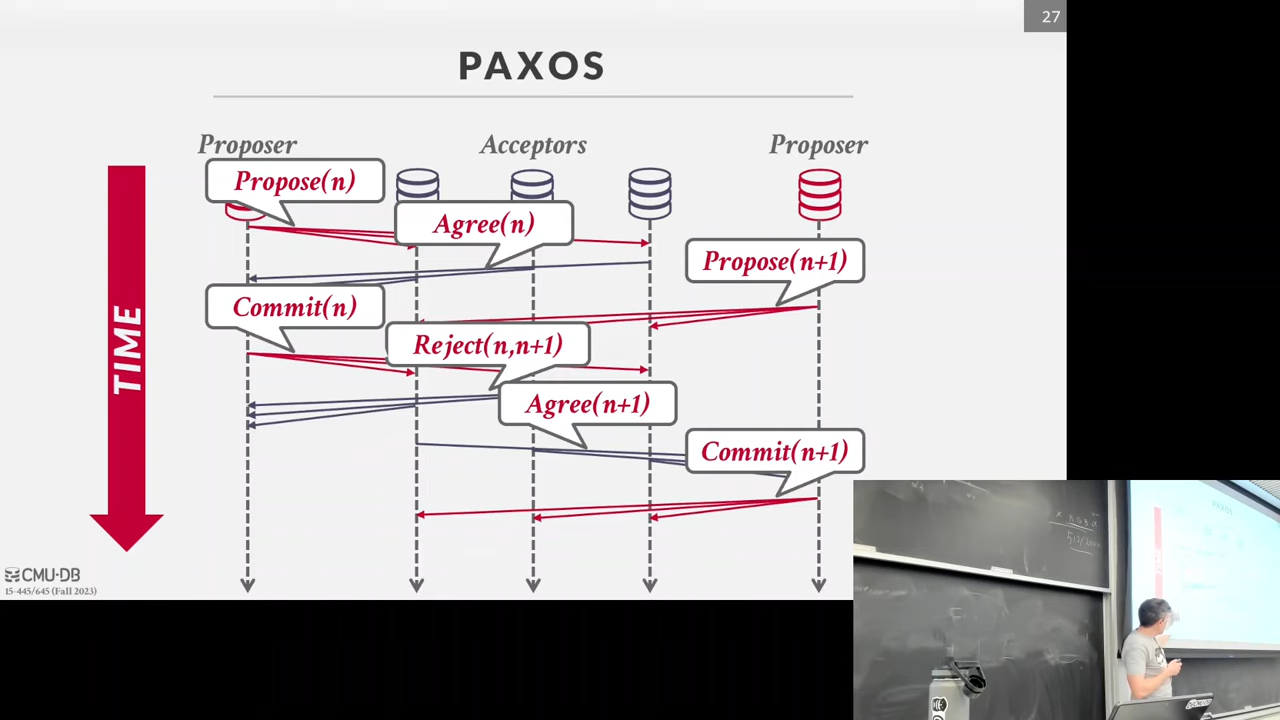 27
PAXOS
Proposer
Acceptors
Proposer
Propose(n)
Agree(n)
Propose(n+1)
Commit(n)
Reject(n,n+1)
Agree(n+1)
Commit(n+1)
TIME
CMU·DB
15-445/645 (Fall 2023)
PAXOS